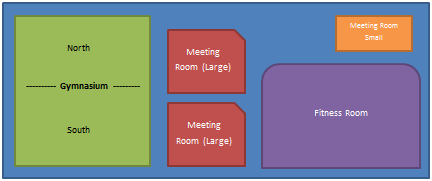 North
---------- Gymnasium ---------
South
Meeting
Room (Large)
Meeting
Room (Large)
Meeting Room
Small
Fitness Room